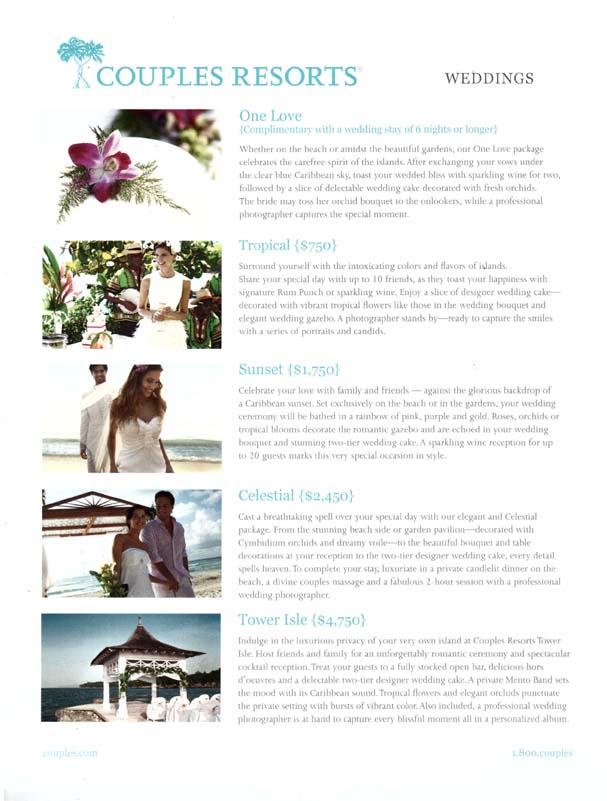 COUPLES RESORTS®
WEDDINGS
One Love
{Complimentary with a wedding stay of 6 nights or longer}
Whether on the beach or amidst the beautiful gardens, our One Love package
celebrates the carefree spirit of the islands. After exchanging your vows under
the clear blue Caribbean sky, toast your wedded bliss with sparkling wine for two,
followed by a slice of delectable wedding cake decorated with fresh orchids.
The bride may toss her orchid bouquet to the onlookers, while a professional
photographer captures the special moment.
Tropical {$750}
Surround yourself with the intoxicating colors and flavors of islands.
Share your special day with up to 10 friends, as they toast your happiness with
signature Rum Punch or sparkling wine. Enjoy a slice of designer wedding cake—
decorated with vibrant tropical flowers like those in the wedding bouquet and
elegant wedding gazebo. A photographer stands by—ready to capture the smiles
with a series of portraits and candids.
Sunset {$1,750}
Celebrate your love with family and friends — against the glorious backdrop of
a Caribbean sunset. Set exclusively on the beach or in the gardens, your wedding
ceremony will be bathed in a rainbow of pink, purple and gold. Roses, orchids or
tropical blooms decorate the romantic gazebo and are echoed in your wedding
bouquet and stunning two-tier wedding cake. A sparkling wine reception for up
to 20 guests marks this very special occasion in style.
Celestial {$2,450}
Cast a breathtaking spell over your special day with our elegant and Celestial
package. From the stunning beach side or garden pavilion—decorated with
Cymbidium orchids and dreamy voile—to the beautiful bouquet and table
decorations at your reception to the two-tier designer wedding cake, every detail
spells heaven. To complete your stay, luxuriate in a private candlelit dinner on the
beach, a divine couples massage and a fabulous 2-hour session with a professional
wedding photographer.
Tower Isle {$4,750}
Indulge in the luxurious privacy of your very own island at Couples Resorts Tower
Isle. Host friends and family for an unforgettably romantic ceremony and spectacular
cocktail reception. Treat your guests to a fully stocked open bar, delicious hors
d'oeuvres and a delectable two-tier designer wedding cake. A private Mento Band sets
the mood with its Caribbean sound. Tropical flowers and elegant orchids punctuate
the private setting with bursts of vibrant color. Also included, a professional wedding
photographer is at hand to capture every blissful moment all in a personalized album.
couples.com
1.800.couples